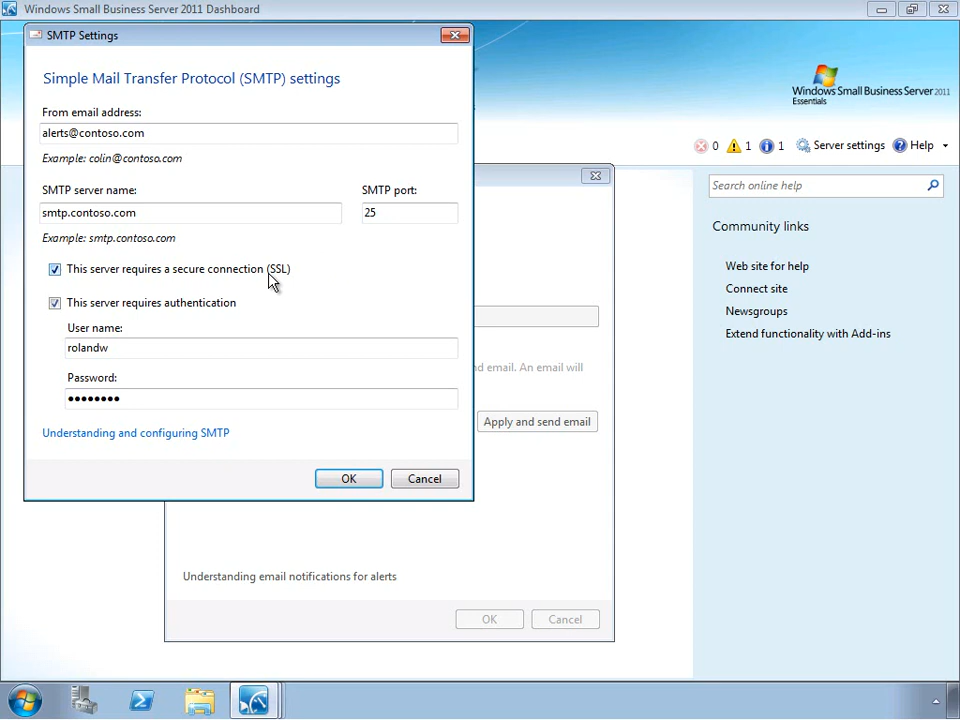 Windows Small Business Server 2011 Dashboard
SMTP Settings
Simple Mail Transfer Protocol (SMTP) settings
From email address:
alerts@contoso.com
Example: colin@contoso.com
SMTP server name:
SMTP port:
smtp.contoso.com
25
Example: smtp.contoso.com
This server requires a secure connection (SSL)
This server requires authentication
User name:
rolandw
Password:
••••••••
Understanding and configuring SMTP
OK
Cancel
Windows Small Business Server 2011
Essentials
0
1
1
Server settings
Help
Search online help
Community links
Web site for help
Connect site
Newsgroups
Extend functionality with Add-ins
nd email. An email will
Apply and send email
Understanding email notifications for alerts
OK
Cancel